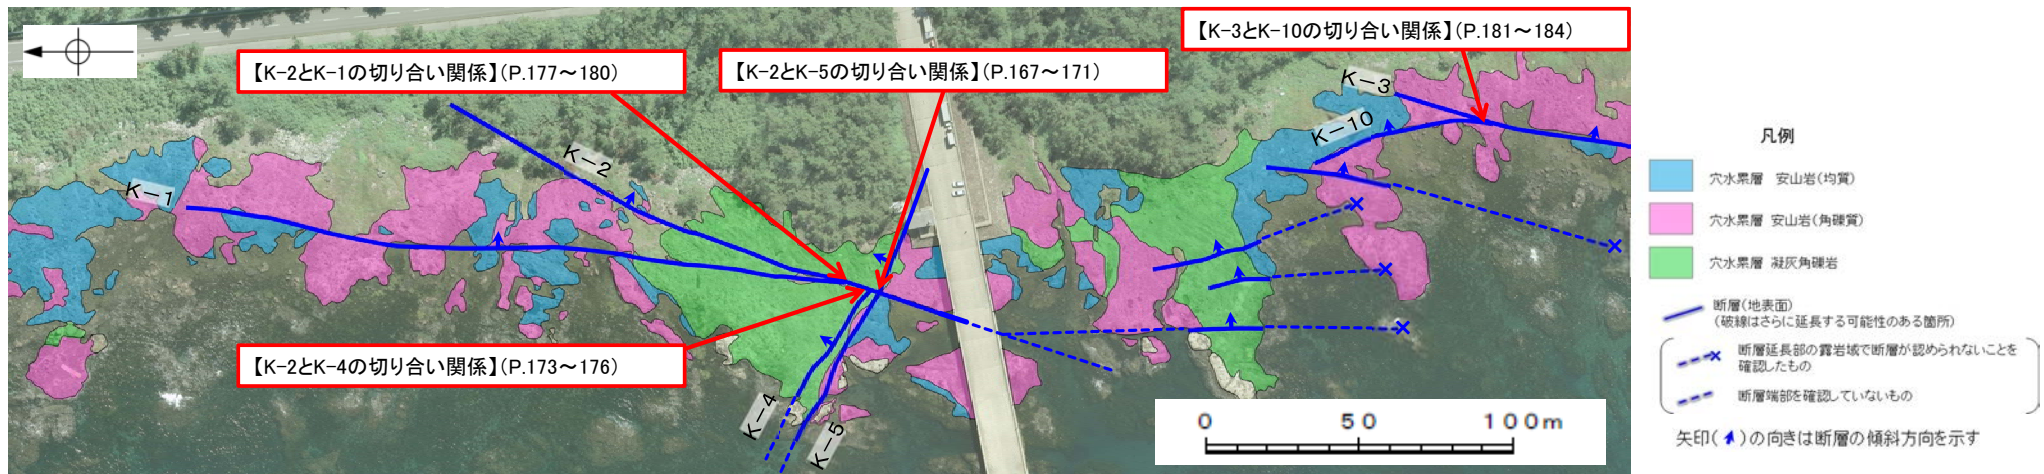 【K-3とK-10の切り合い関係】(P.181～184)
【K-2とK-1の切り合い関係】(P.177～180)
【K-2とK-5の切り合い関係】(P.167～171)
K－3
K－10
K－2
K－1
【K-2とK-4の切り合い関係】(P.173～176)
K－4
K－5
0 50 100m
凡例
穴水累層 安山岩(均質)
穴水累層 安山岩(角礫質)
穴水累層 凝灰角礫岩
断層(地表面)
(破線はさらに延長する可能性のある箇所)
断層延長部の露岩域で断層が認められないことを
確認したもの
断層端部を確認していないもの
矢印( )の向きは断層の傾斜方向を示す